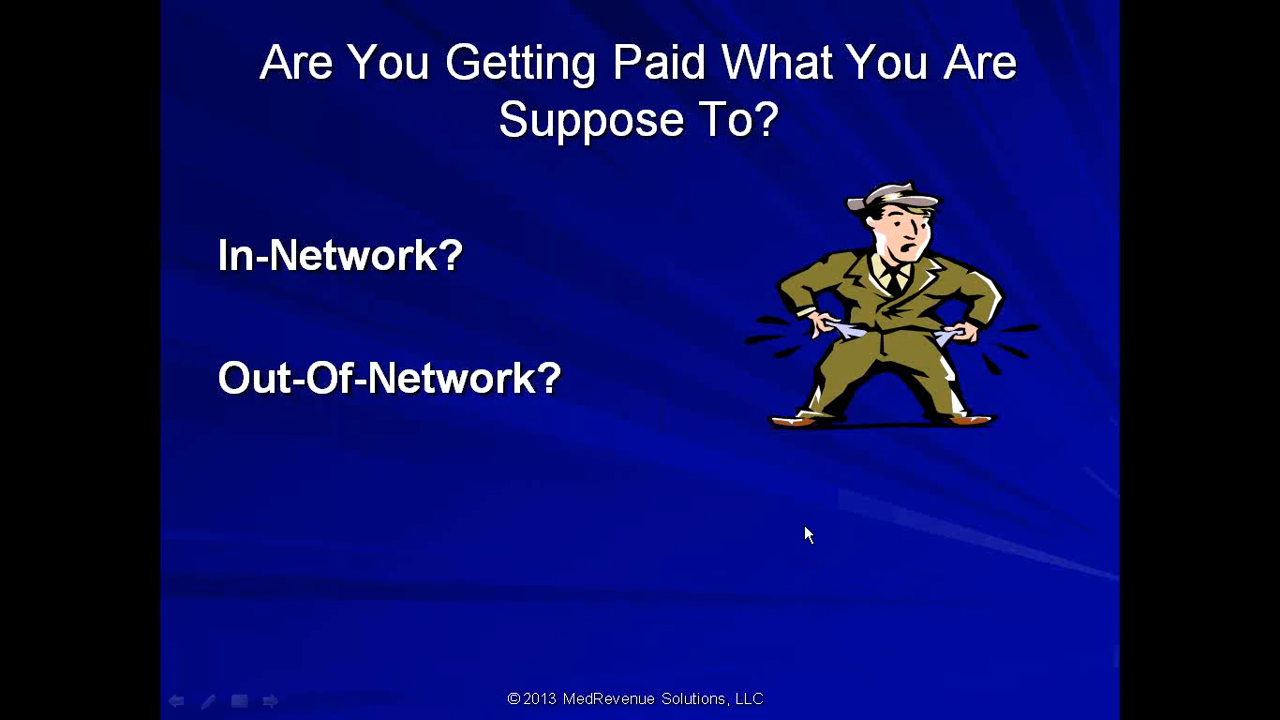 Are You Getting Paid What You Are
Suppose To?
In-Network?
Out-Of-Network?
©2013 MedRevenue Solutions, LLC